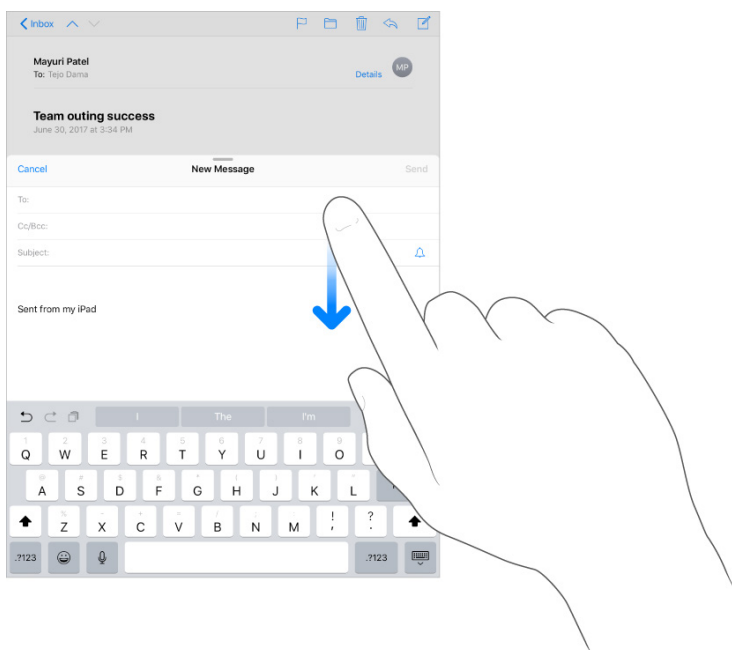 Inbox
Mayuri Patel
To: Tejo Dama
Details
MP
Team outing success
June 30, 2017 at 3:34 PM
Cancel
New Message
Send
To:
Cc/Bcc:
Subject:
Sent from my iPad
I The I'm
1 2 3 4 5 6 7 8 9
Q W E R T Y U I O
@ # $ & * ( ) ' "
A S D F G H J K L
% - + = / ; : ! ?
Z X C V B N M , .
.?123 .?123